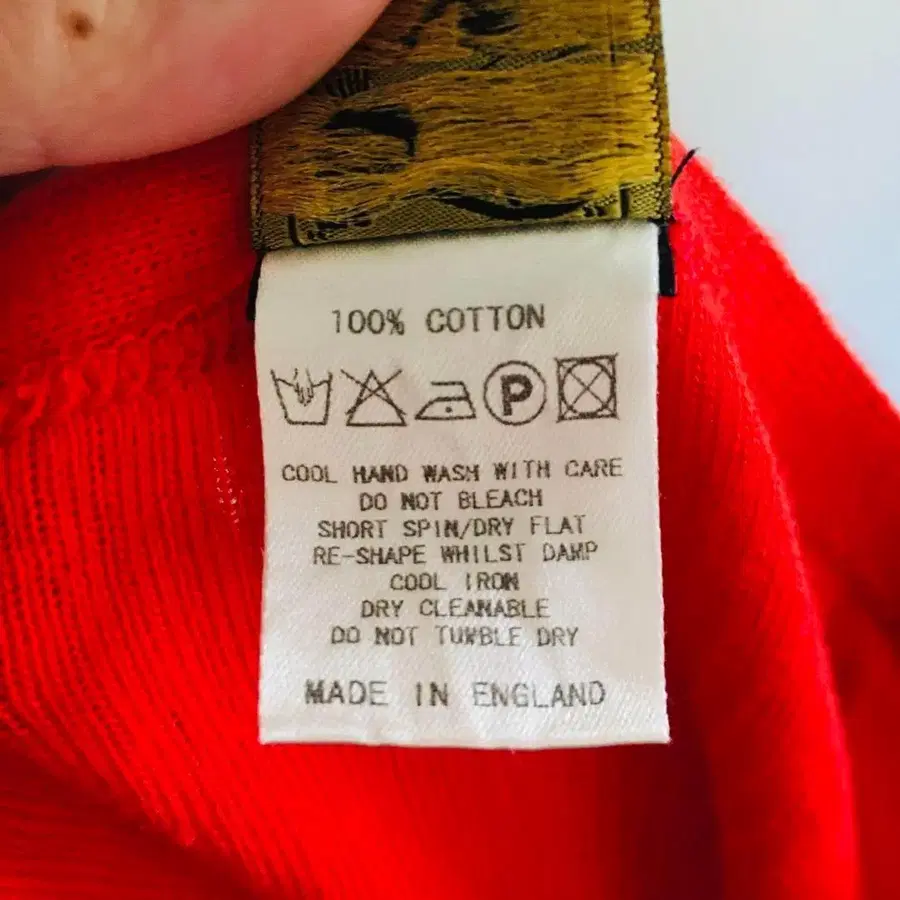 100% COTTON
P
COOL HAND WASH WITH CARE
DO NOT BLEACH
SHORT SPIN/DRY FLAT
RE-SHAPE WHILST DAMP
COOL IRON
DRY CLEANABLE
DO NOT TUMBLE DRY
MADE IN ENGLAND